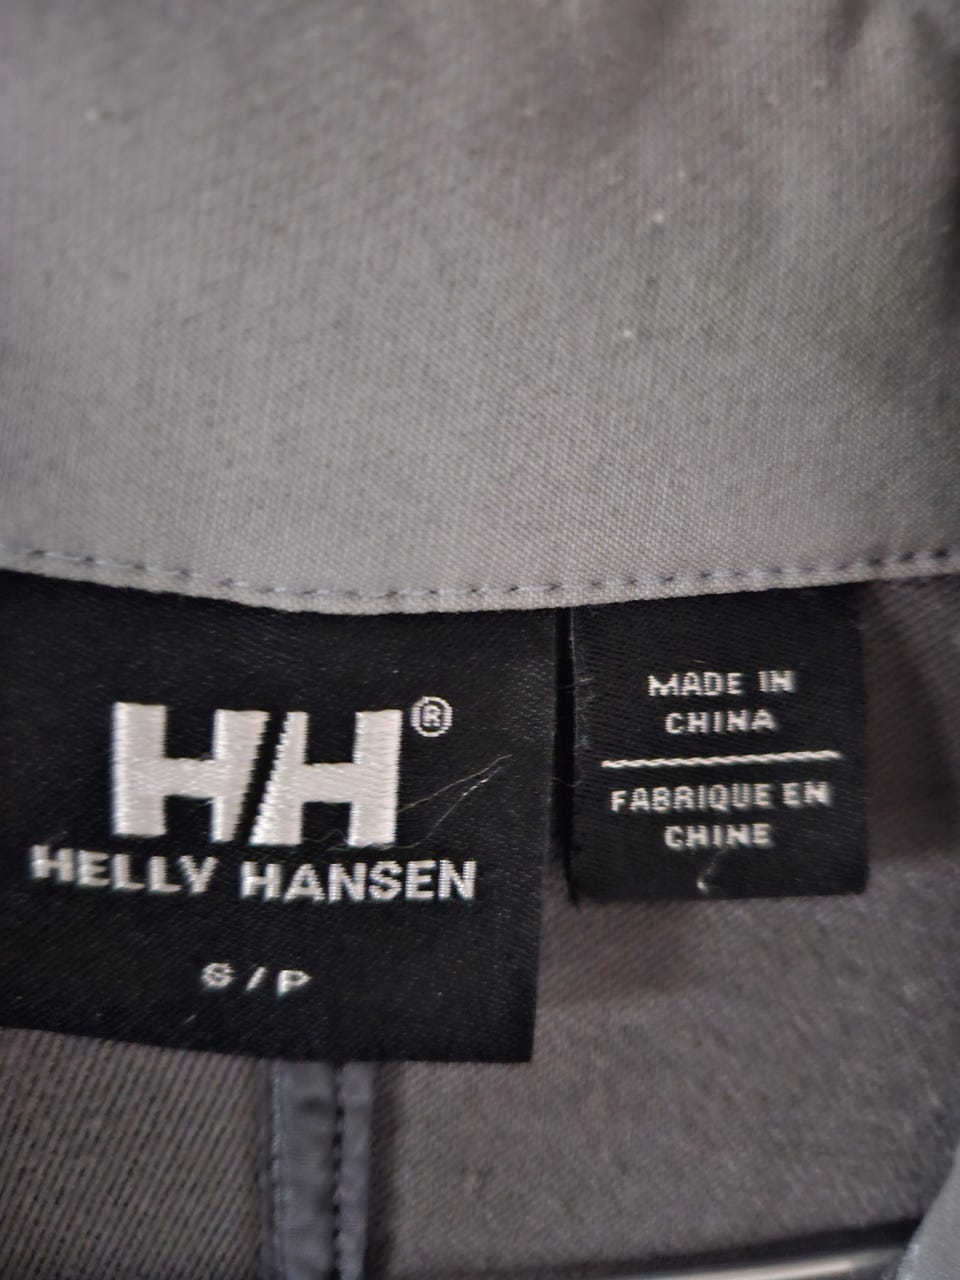 HH®
HELLY HANSEN
S / P
MADE IN
CHINA
FABRIQUE EN
CHINE